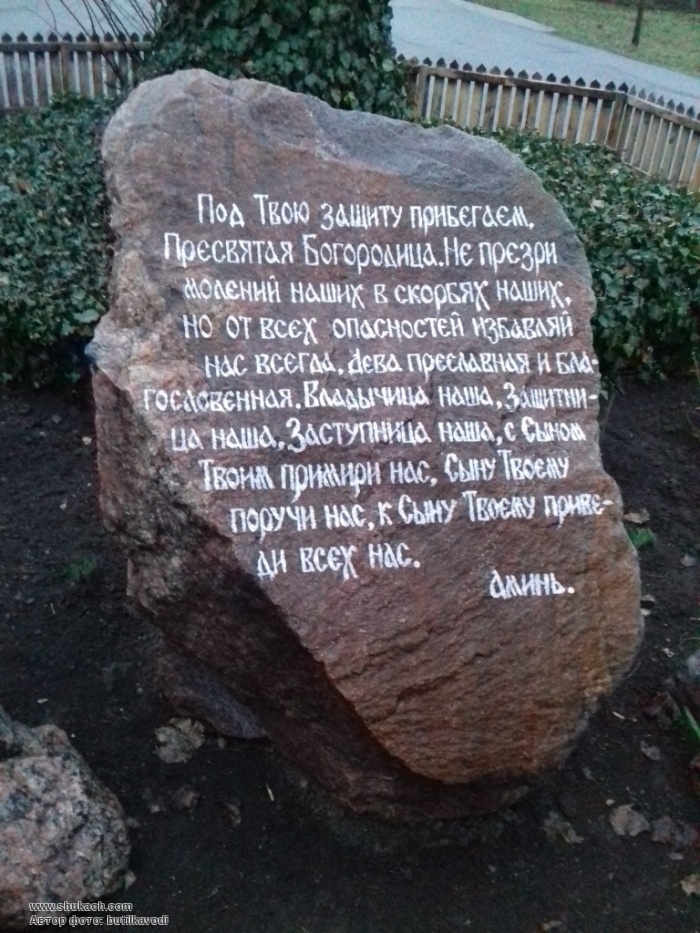 Под Твою защиту прибегаем,
Пресвятая Богородица. Не презри
молений наших в скорбях наших,
но от всех опасностей избавляй
нас всегда, Дева преславная и бла-
гословенная. Владычица наша, Защитни-
ца наша, Заступница наша, с Сыном
Твоим примири нас, Сыну Твоему
поручи нас, к Сыну Твоему приве-
ди всех нас.
Аминь.
www.shukach.com
Автор фото: butilkavodi